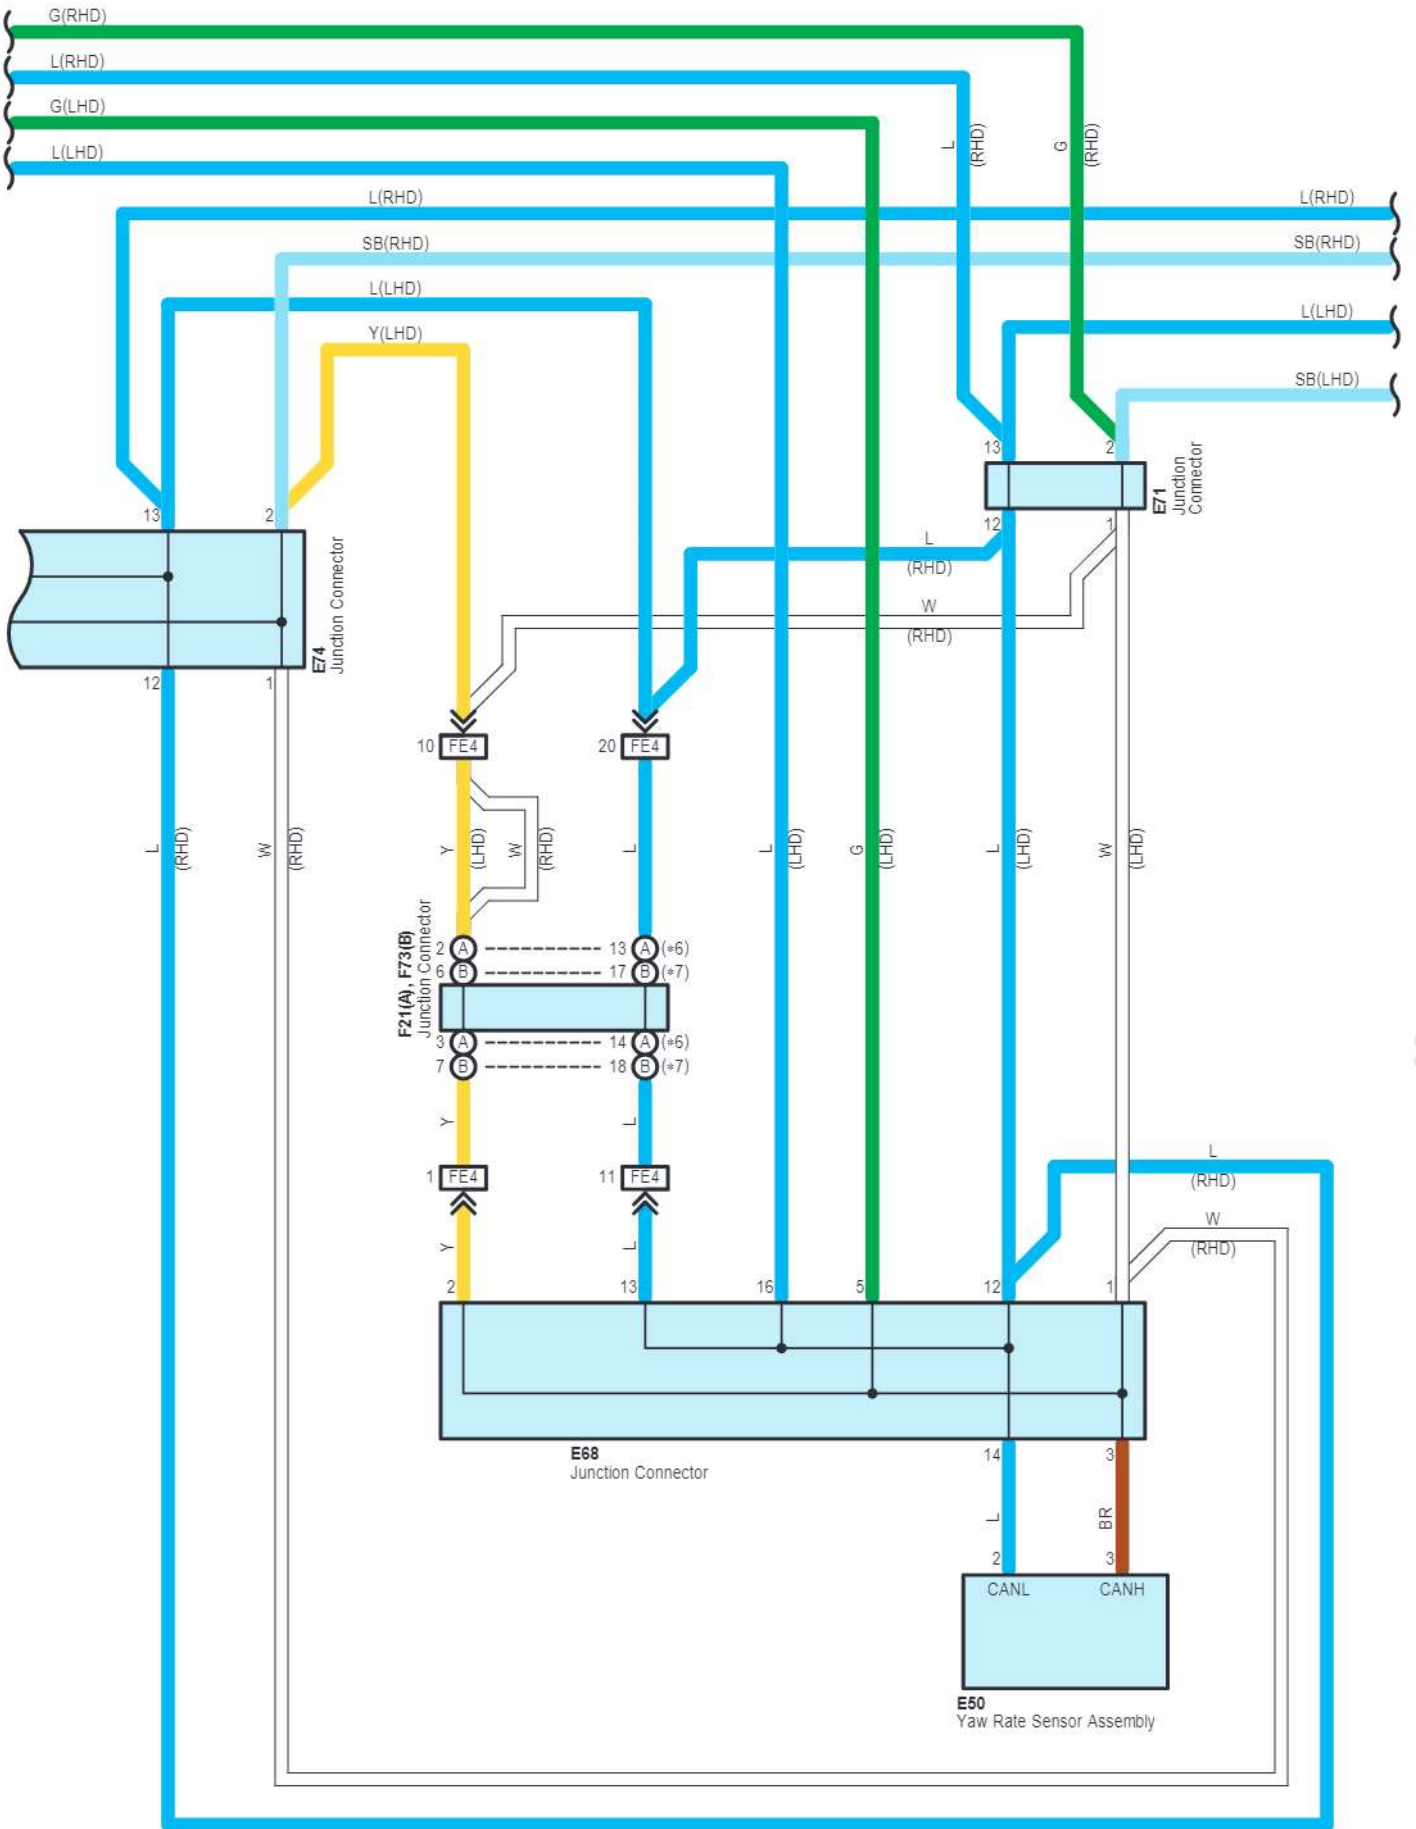 G(RHD)
L(RHD)
G(LHD)
L(LHD)
L
(RHD)
G
(RHD)
L(RHD)
L(RHD)
SB(RHD)
SB(RHD)
L(LHD)
L(LHD)
Y(LHD)
SB(LHD)
13
2
E71
Junction
Connector
13
2
12
1
L
(RHD)
E74
Junction Connector
W
(RHD)
12
1
10
FE4
20
FE4
L
(RHD)
W
(RHD)
Y
(LHD)
W
(RHD)
L
L
(LHD)
G
(LHD)
L
(LHD)
W
(LHD)
F21(A), F73(B)
Junction Connector
2 A
13 A (*6)
6 B
17 B (*7)
3 A
14 A (*6)
7 B
18 B (*7)
Y
L
L
(RHD)
1 FE4
11 FE4
W
(RHD)
Y
L
2
13
16
5
12
1
E68
Junction Connector
14
3
L
BR
2
3
CANL
CANH
E50
Yaw Rate Sensor Assembly